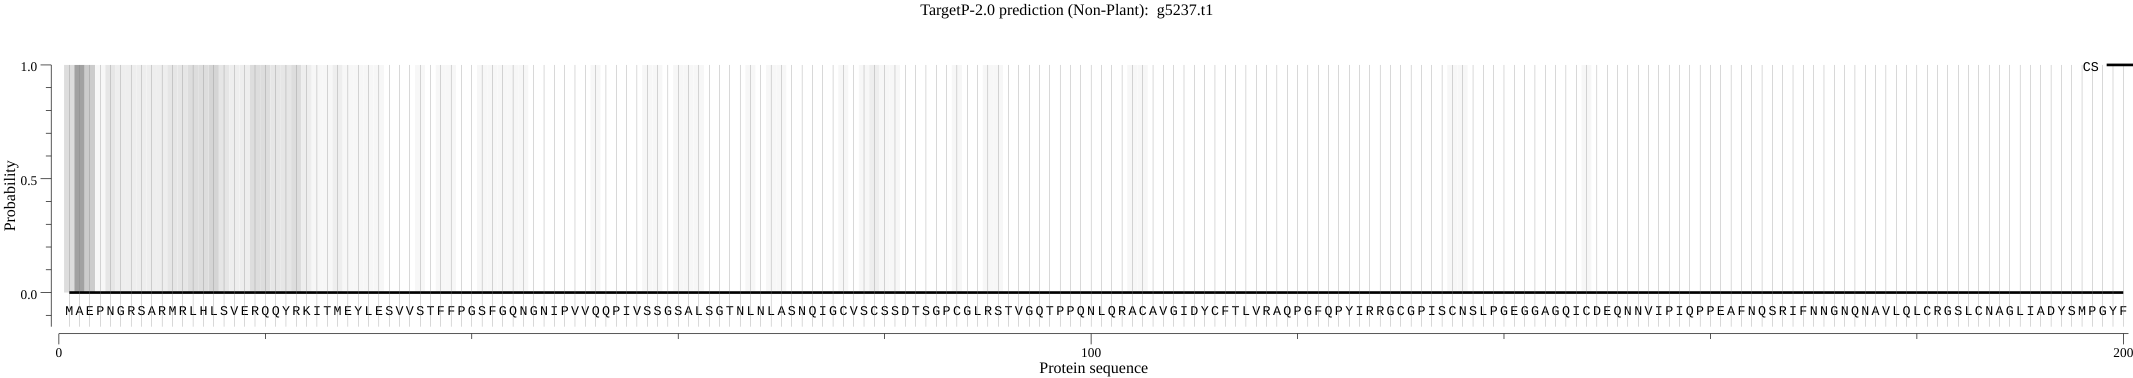 TargetP-2.0 prediction (Non-Plant): g5237.t1
CS
1.0
0.5
0.0
Probability
MAEPNGRSARMRLHLSVERQQYRKITMEYLESVVSTFFPGSFGQNGNIPVVQQPIVSSGSALSGTNLNLASNQIGCVSCSSDTSGPCGLRSTVGQTPPQNLQRACAVGIDYCFTLVRAQPGFQPYIRRGCGPISCNSLPGEGGAGQICDEQNNVIPIQPPEAFNQSRIFNNGNQNAVLQLCRGSLCNAGLIADYSMPGYF
0 100 200
Protein sequence